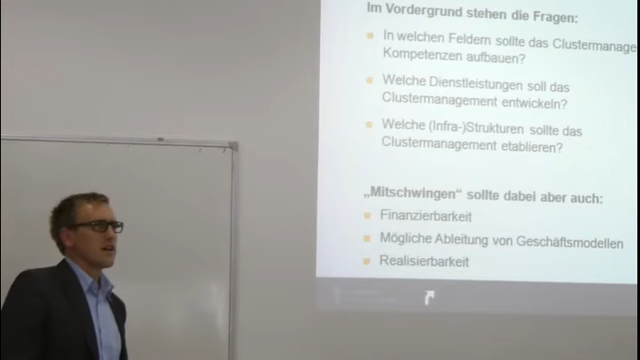 Im Vordergrund stehen die Fragen:
In welchen Feldern sollte das Clustermanage
Kompetenzen aufbauen?
Welche Dienstleistungen soll das
Clustermanagement entwickeln?
Welche (Infra-)Strukturen sollte das
Clustermanagement etablieren?
„Mitschwingen“ sollte dabei aber auch:
Finanzierbarkeit
Mögliche Ableitung von Geschäftsmodellen
Realisierbarkeit